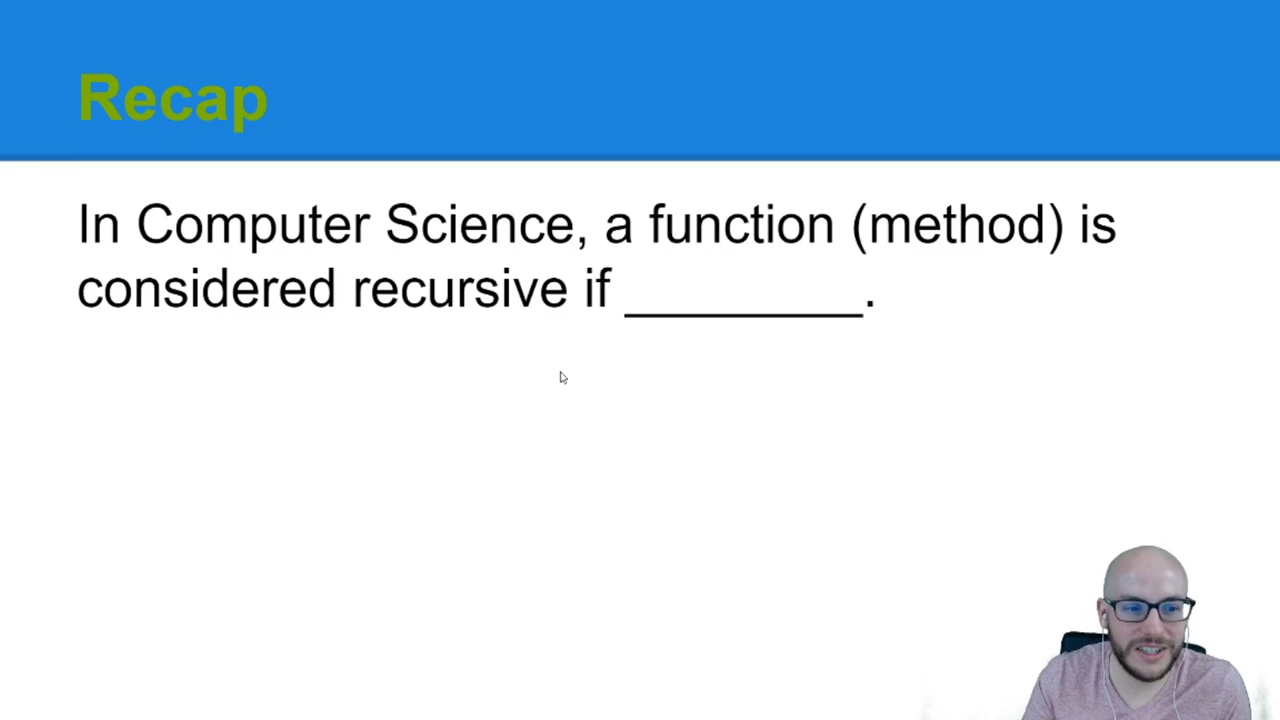 Recap
In Computer Science, a function (method) is
considered recursive if _________.